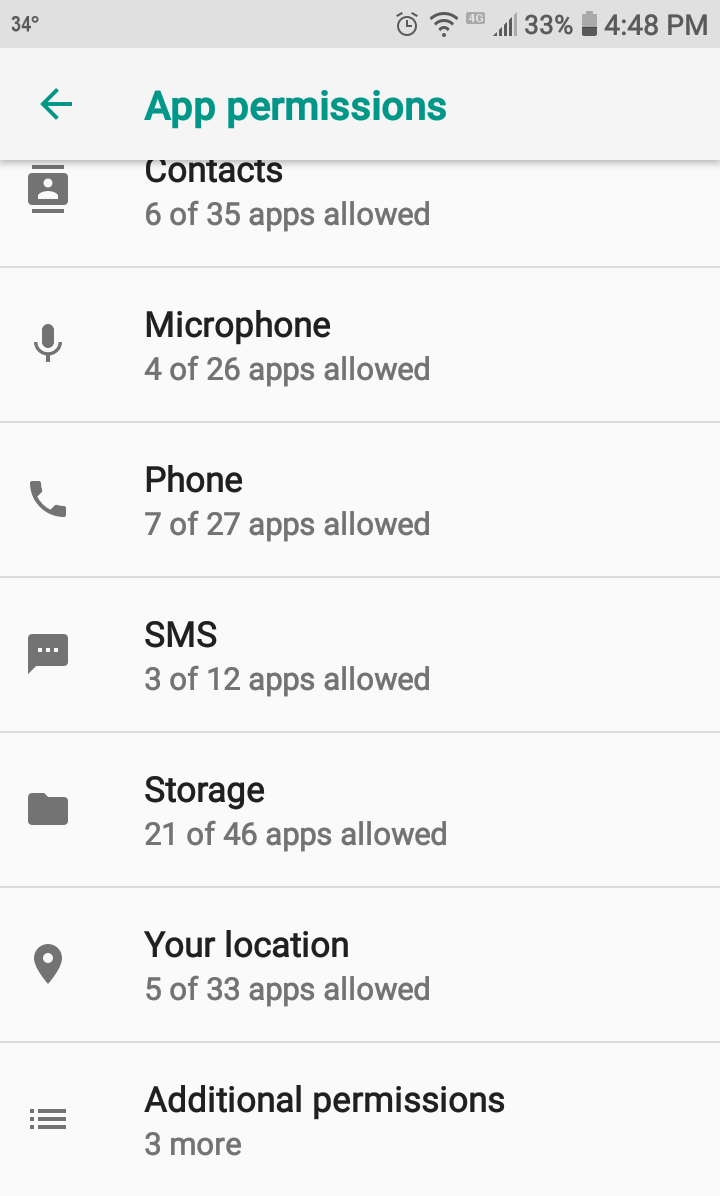 34°
4G
33%
4:48 PM
App permissions
Contacts
6 of 35 apps allowed
Microphone
4 of 26 apps allowed
Phone
7 of 27 apps allowed
SMS
3 of 12 apps allowed
Storage
21 of 46 apps allowed
Your location
5 of 33 apps allowed
Additional permissions
3 more